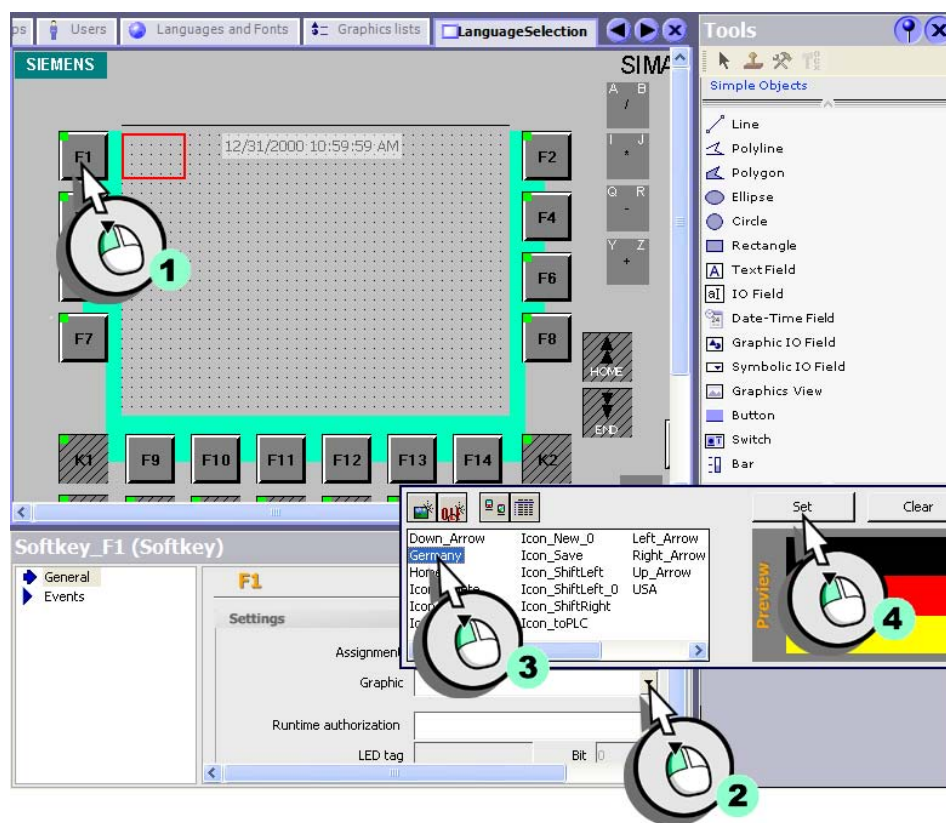 ps Users Languages and Fonts Graphics lists LanguageSelection
Tools
SIEMENS
SIMA
Simple Objects
A B
/
I J
*
Q R
-
Y Z
+
12/31/2000 10:59:59 AM
F1
F2
F4
F6
F7
F8
HOME
END
K1 F9 F10 F11 F12 F13 F14 K2
1
Line
Polyline
Polygon
Ellipse
Circle
Rectangle
A TextField
aI IO Field
Date-Time Field
Graphic IO Field
Symbolic IO Field
Graphics View
Button
Switch
Bar
Set Clear
Down_Arrow Icon_New_0 Left_Arrow
Germany Icon_Save Right_Arrow
Icon_ShiftLeft Up_Arrow
Icon_ShiftLeft_0 USA
Icon_ShiftRight
Icon_toPLC
Preview
3
4
Softkey_F1 (Softkey)
General
Events
F1
Settings
Assignment
Graphic
Runtime authorization
LED tag Bit 0
2